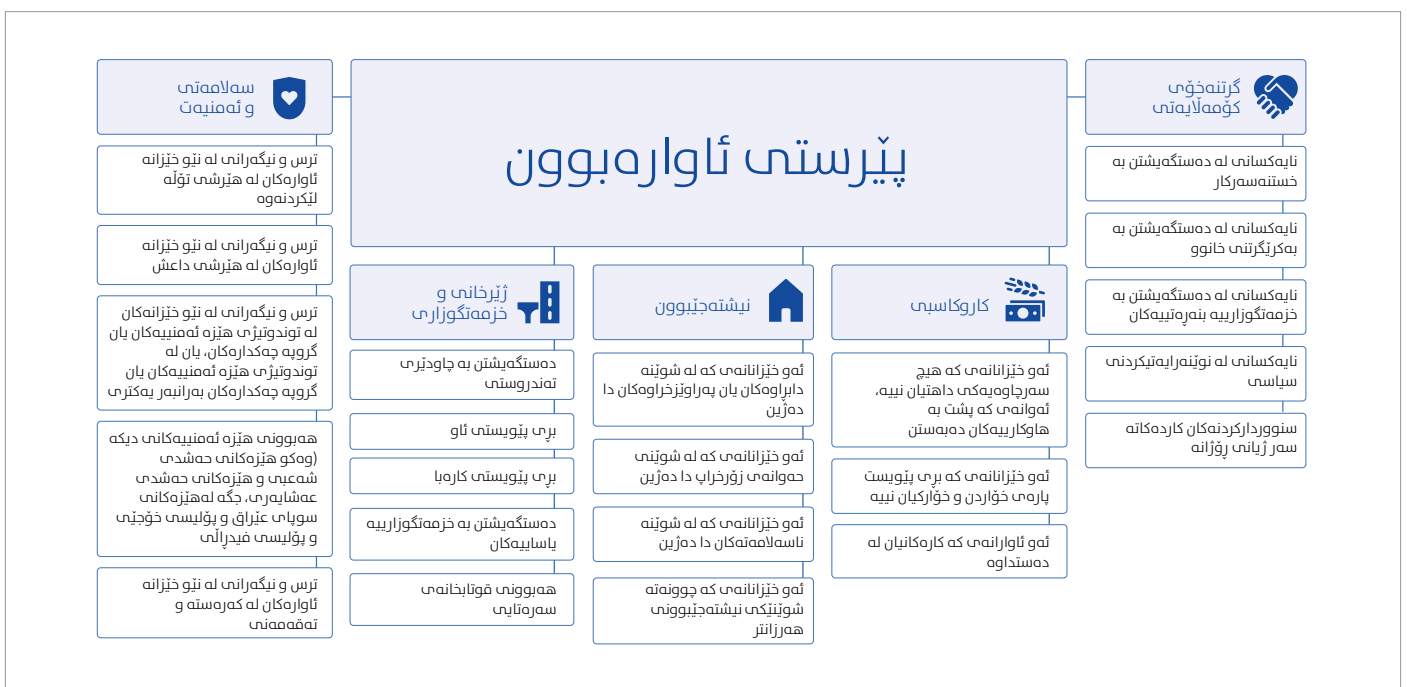 پێڕستی ئاوارەبوون
گرتنەخۆی
کۆمەڵایەتی
نایەکسانی لە دەستگەیشتن بە
خستنەسەرکار
نایەکسانی لە دەستگەیشتن بە
بەکرێگرتنی خانوو
نایەکسانی لە دەستگەیشتن بە
خزمەتگوزارییە بنەڕەتییەکان
نایەکسانی لە نوێنەرایەتیکردنی
سیاسی
سنووردارکردنەکان کاردەکاتە
سەر ژیانی ڕۆژانە
کاروکاسبی
ئەو خێزانانەی کە هیچ
سەرچاوەیەکی داهتیان نییە،
ئەوانەی کە پشت بە
هاوکارییەکان دەبەستن
ئەو خێزانانەی کە بڕی پێویست
پارەی خۆاردن و خۆارکیان نییە
ئەو ئاوارانەی کە کارەکانیان لە
دەستداوە
نیشتەجێبوون
ئەو خێزانانەی کە لە شوێنە
دابڕاوەکان یان پەراوێزخراوەکان دا
دەژین
ئەو خێزانانەی کە لە شوێنی
حەوانەی زۆرخراپ دا دەژین
ئەو خێزانانەی کە لە شوێنە
ناسەلامەتەکان دا دەژین
ئەو خێزانانەی کە چوونەتە
شوێنێکی نیشتەجێبوونی
هەرزانتر
ژێرخانی و
خزمەتگوزاری
دەستگەیشتن بە چاودێری
تەندروستی
بڕی پێویستی ئاو
بڕی پێویستی کارەبا
دەستگەیشتن بە خزمەتگوزارییە
یاساییەکان
هەبوونی قوتابخانەی
سەرەتایی
سەلامەتی
و ئەمنیەت
ترس و نیگەرانی لە نێو خێزانە
ئاوارەکان لە هێرشی تۆڵە
لێکردنەوە
ترس و نیگەرانی لە نێو خێزانە
ئاوارەکان لە هێرشی داعش
ترس و نیگەرانی لە نێو خێزانەکان
لە توندوتیژی هێزە ئەمنییەکان یان
گروپە چەکدارەکان، یان لە
توندوتیژی هێزە ئەمنییەکان یان
گروپە چەکدارەکان بەرانبەر یەکتری
هەبوونی هێزە ئەمنییەکانی دیکە
(وەکو هێزەکانی حەشدی
شەعبی و هێزەکانی حەشدی
عەشایەری، جگە لەهێزەکانی
سوپای عێراق و پۆلیسی خۆجێی
و پۆلیسی فیدڕاڵی
ترس و نیگەرانی لە نێو خێزانە
ئاوارەکان لە کەرەستە و
تەقەمەنی